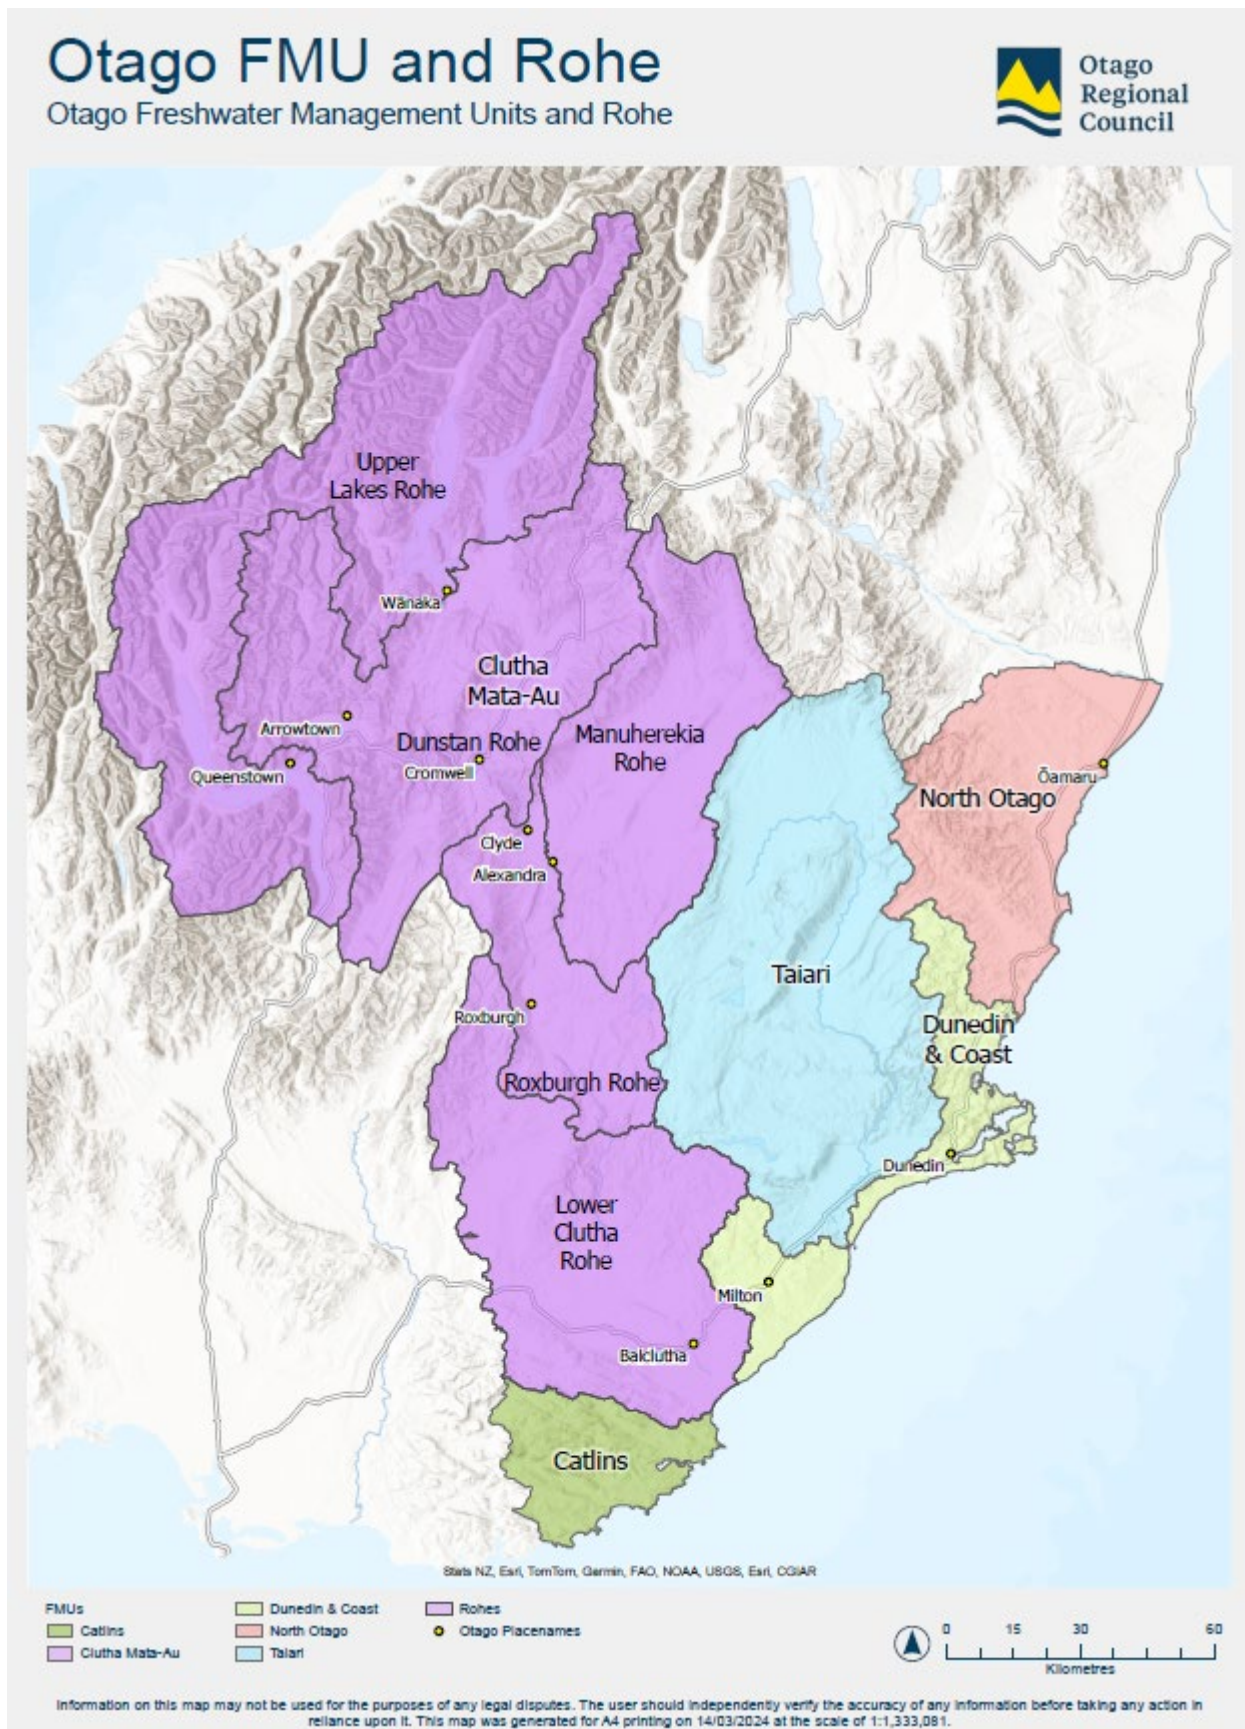 Otago FMU and Rohe
Otago Freshwater Management Units and Rohe
Otago
Regional
Council
Upper
Lakes Rohe
Wānaka
Clutha
Mata-Au
Arrowtown
Dunstan Rohe
Manuherekia
Rohe
Queenstown
Cromwell
Ōamaru
North Otago
Clyde
Alexandra
Taiari
Roxburgh
Dunedin
& Coast
Roxburgh Rohe
Dunedin
Lower
Clutha
Rohe
Milton
Balclutha
Catlins
Stats NZ, Esri, TomTom, Garmin, FAO, NOAA, USGS, Esri, CGIAR
FMUs
Catlins
Clutha Mata-Au
Dunedin & Coast
North Otago
Taiari
Rohes
Otago Placenames
0 15 30 60
Kilometres
Information on this map may not be used for the purposes of any legal disputes. The user should independently verify the accuracy of any information before taking any action in
reliance upon it. This map was generated for A4 printing on 14/03/2024 at the scale of 1:1,333,081.